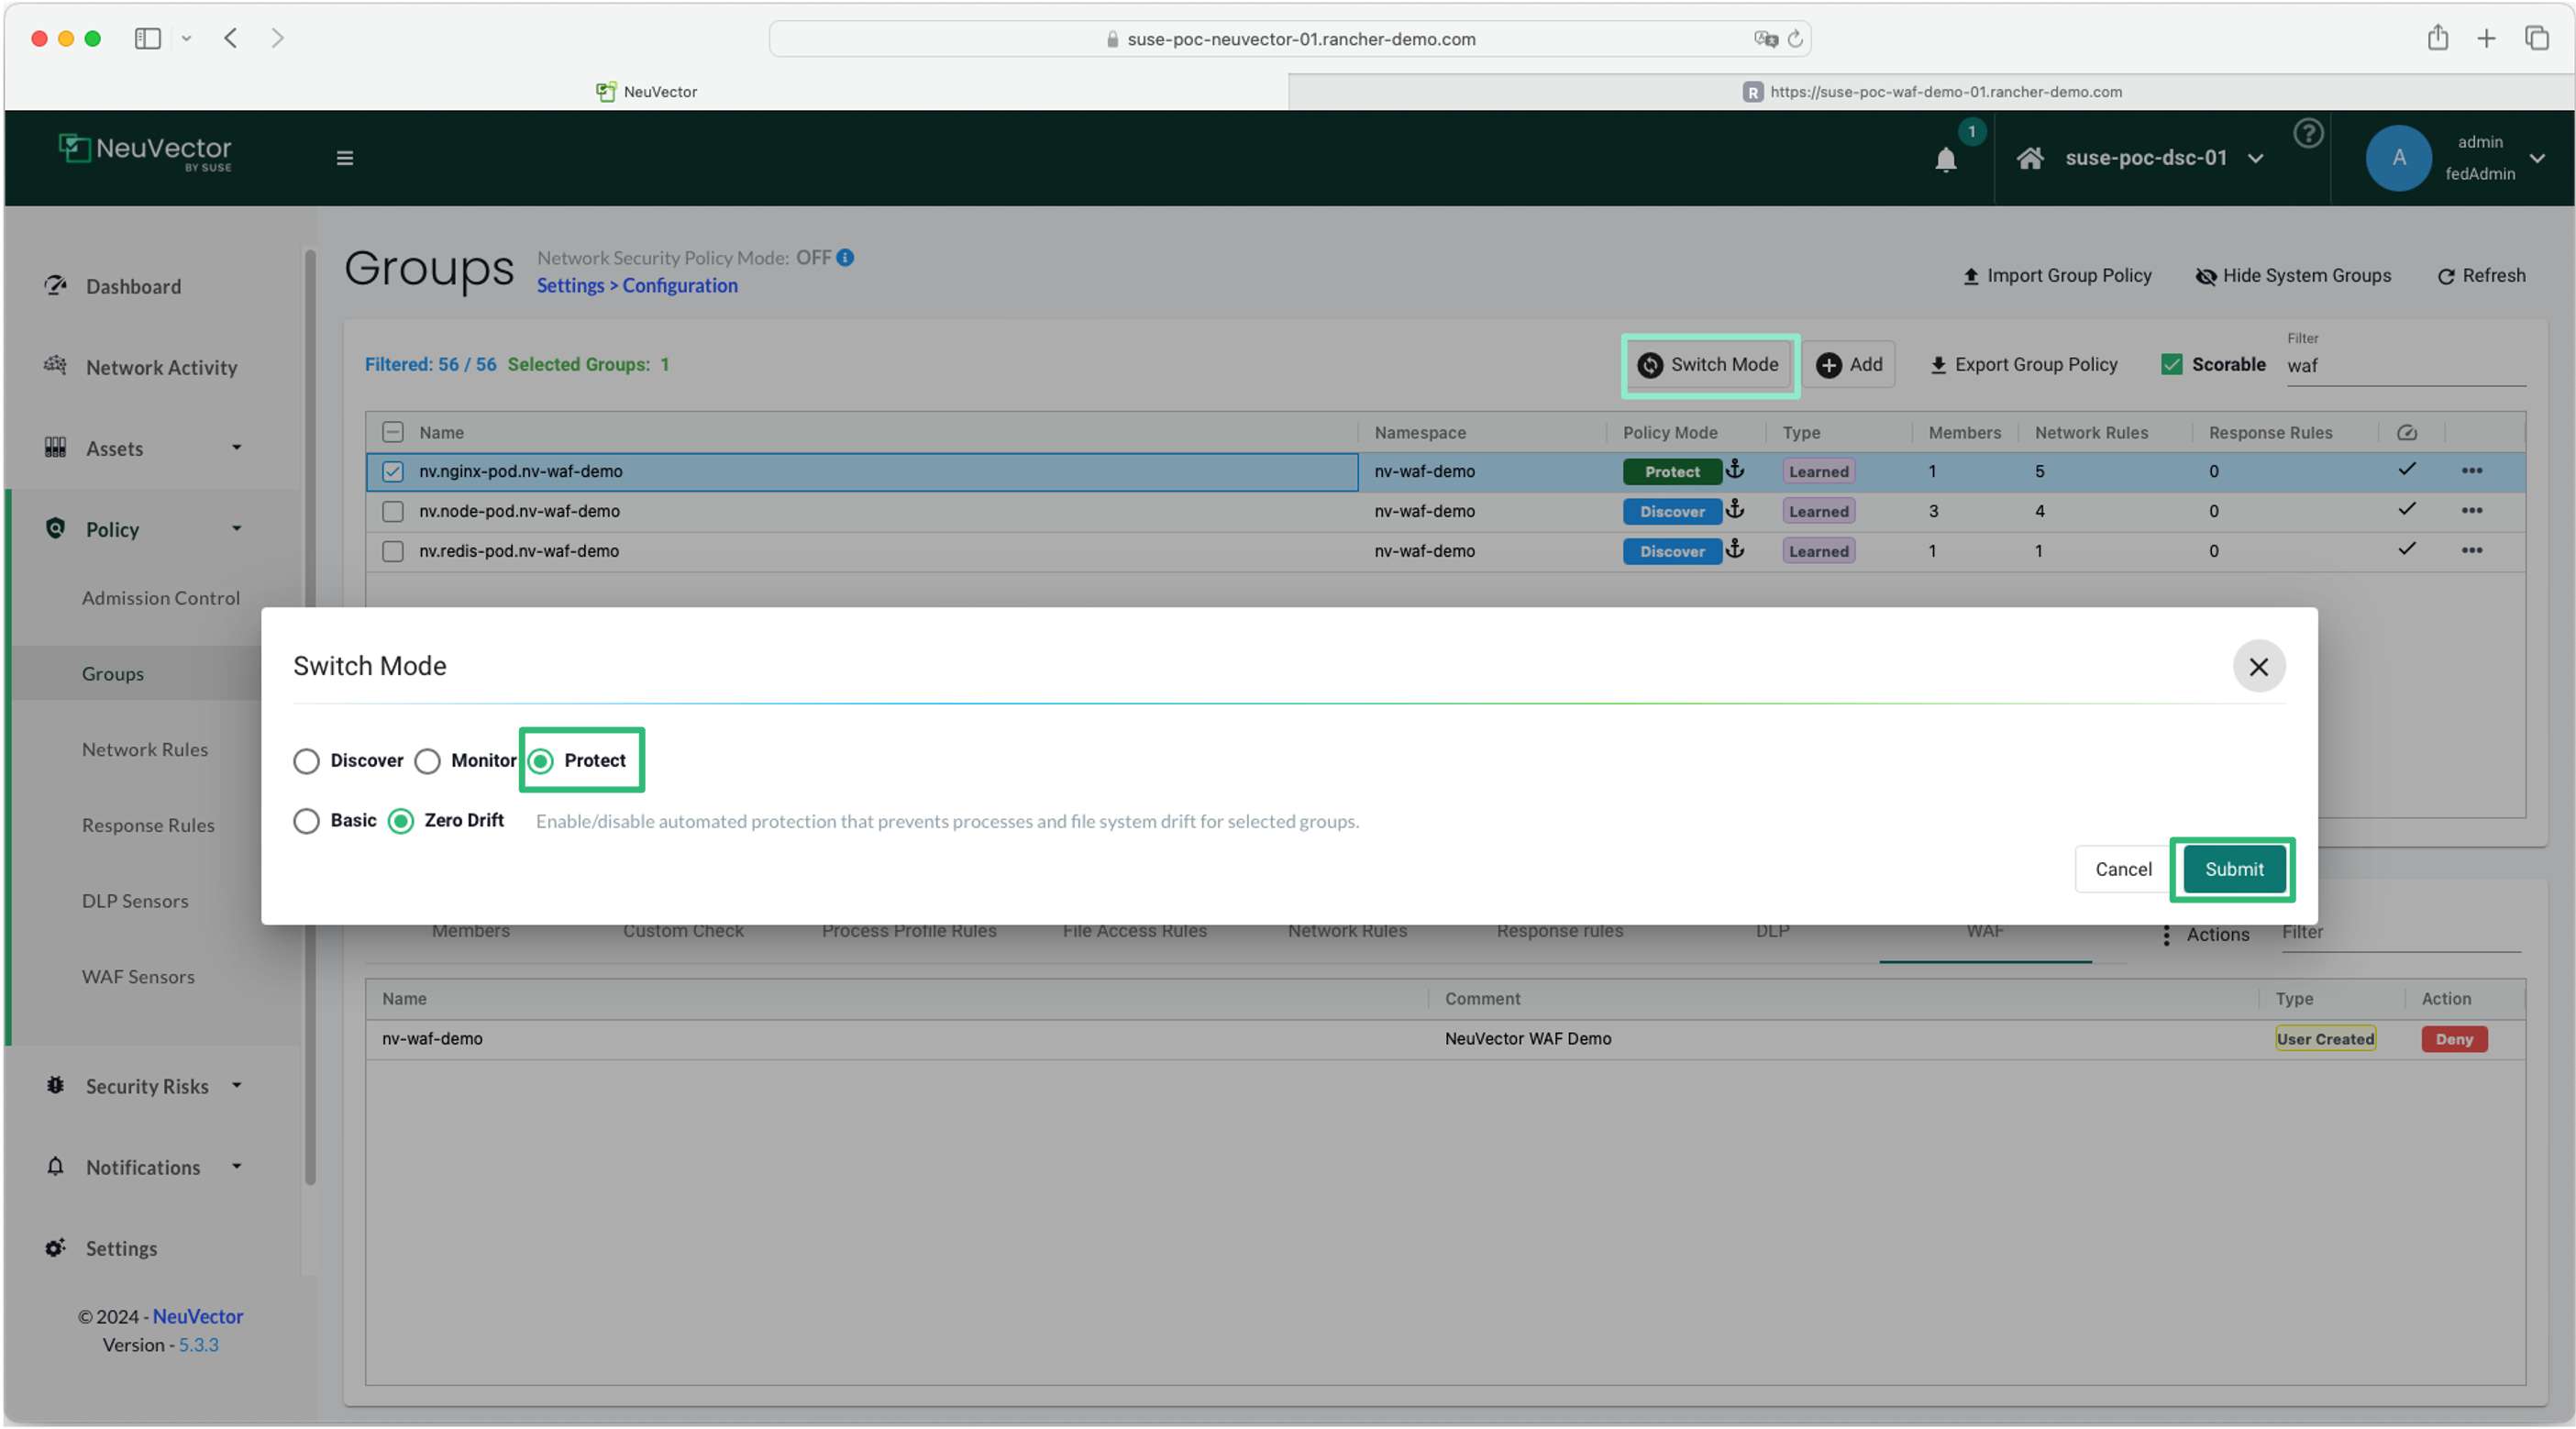 suse-poc-neuvector-01.rancher-demo.com
NeuVector
R https://suse-poc-waf-demo-01.rancher-demo.com
NeuVector
BY SUSE
1
suse-poc-dsc-01
?
A
admin
fedAdmin
Dashboard
Network Activity
Assets
Policy
Admission Control
Groups
Network Rules
Response Rules
DLP Sensors
WAF Sensors
Security Risks
Notifications
Settings
© 2024 - NeuVector
Version - 5.3.3
Groups
Network Security Policy Mode: OFF
Settings > Configuration
Import Group Policy
Hide System Groups
Refresh
Filtered: 56 / 56 Selected Groups: 1
Switch Mode
Add
Export Group Policy
Scorable
Filter
waf
Name Namespace Policy Mode Type Members Network Rules Response Rules
nv.nginx-pod.nv-waf-demo nv-waf-demo Protect Learned 1 5 0
nv.node-pod.nv-waf-demo nv-waf-demo Discover Learned 3 4 0
nv.redis-pod.nv-waf-demo nv-waf-demo Discover Learned 1 1 0
Switch Mode
Discover Monitor Protect
Basic Zero Drift Enable/disable automated protection that prevents processes and file system drift for selected groups.
Cancel Submit
Members Custom Check Process Profile Rules File Access Rules Network Rules Response rules DLP WAF Actions Filter
Name Comment Type Action
nv-waf-demo NeuVector WAF Demo User Created Deny